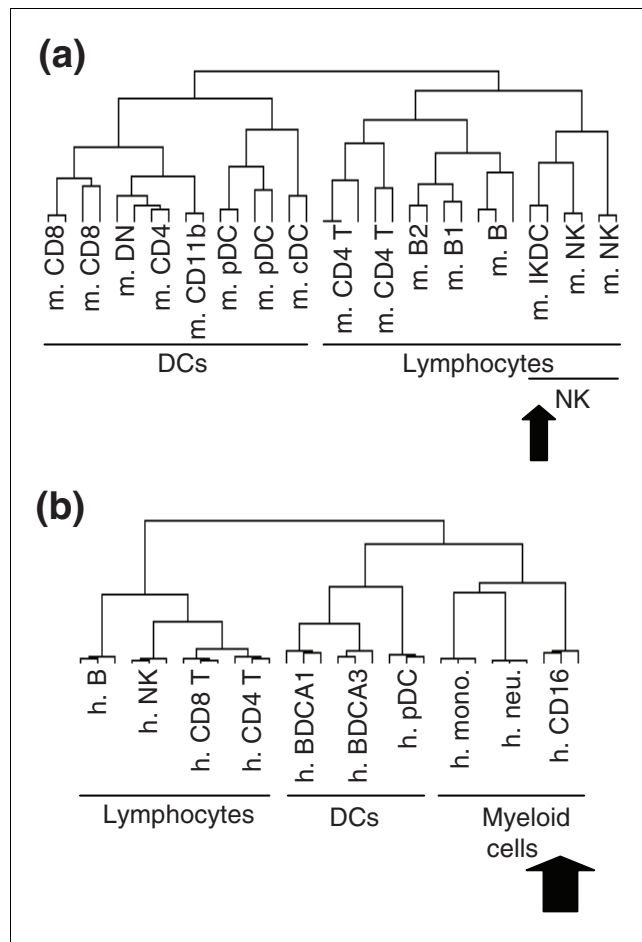 (a)
m. CD8
m. CD8
m. DN
m. CD4
m. CD11b
m. pDC
m. pDC
m. cDC
m. CD4 T
m. CD4 T
m. B2
m. B1
m. B
m. IKDC
m. NK
m. NK
DCs
Lymphocytes
NK
(b)
h. B
h. NK
h. CD8 T
h. CD4 T
h. BDCA1
h. BDCA3
h. pDC
h. mono.
h. neu.
h. CD16
Lymphocytes
DCs
Myeloid
cells